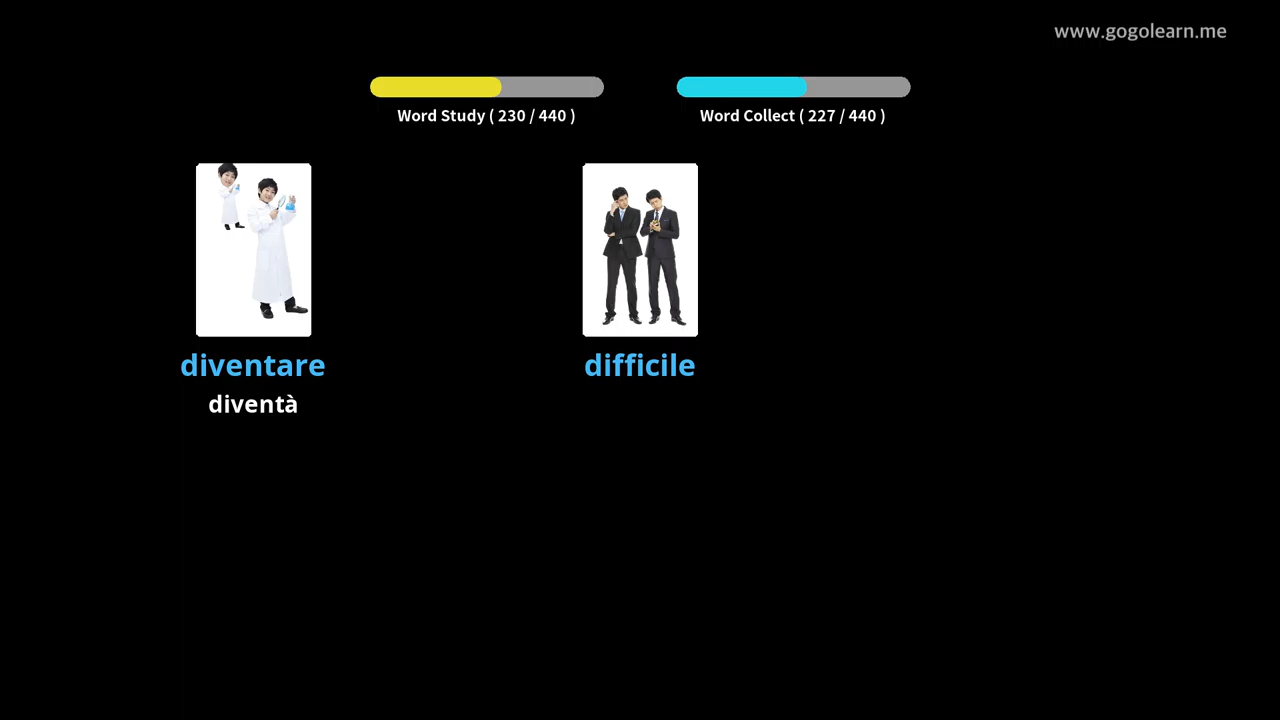 www.gogolearn.me
Word Study ( 230 / 440 )
Word Collect ( 227 / 440 )
diventare
difficile
diventà